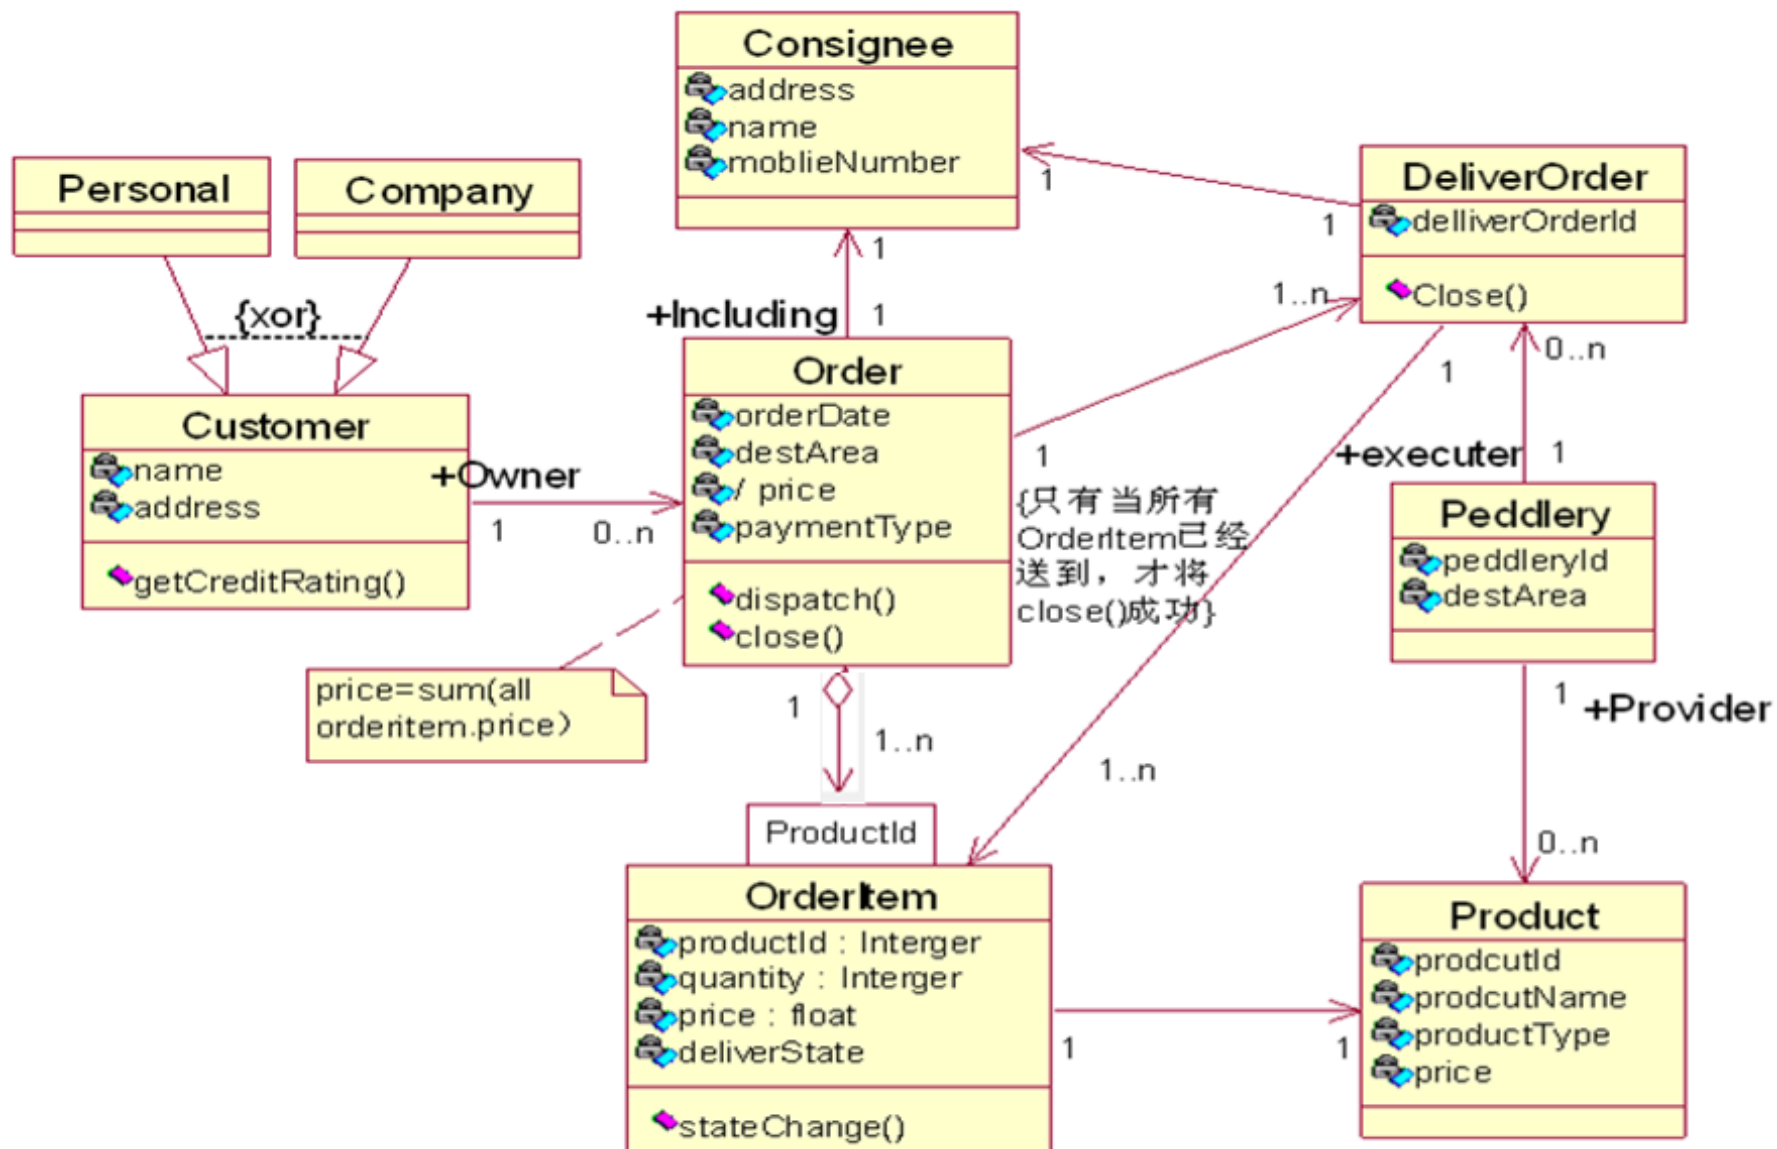 Consignee
address
name
moblieNumber
Personal
Company
{xor}
DeliverOrder
delliverOrderId
Close()
1
1
1
+Including
1
1..n
0..n
1
Order
orderDate
destArea
/ price
paymentType
dispatch()
close()
Customer
name
address
getCreditRating()
+Owner
1
0..n
1
{只有当所有
OrderItem已经
送到，才将
close()成功}
+executer
1
Peddlery
peddleryId
destArea
price=sum(all
orderitem.price)
1
1..n
1..n
1
+Provider
0..n
ProductId
OrderItem
productId : Interger
quantity : Interger
price : float
deliverState
stateChange()
1
1
Product
prodcutId
prodcutName
productType
price